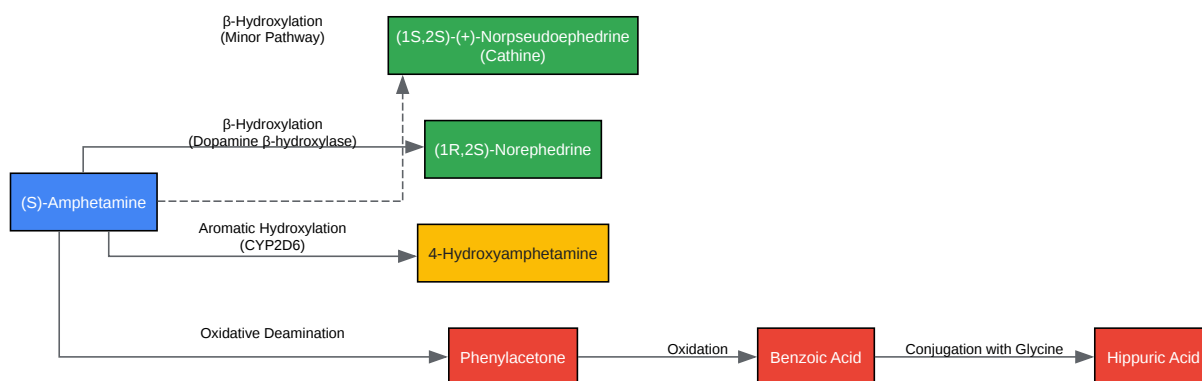 β-Hydroxylation
(Minor Pathway)
(1S,2S)-(+)-Norpseudoephedrine
(Cathine)
β-Hydroxylation
(Dopamine β-hydroxylase)
(1R,2S)-Norephedrine
(S)-Amphetamine
Aromatic Hydroxylation
(CYP2D6)
4-Hydroxyamphetamine
Oxidative Deamination
Phenylacetone
Oxidation
Benzoic Acid
Conjugation with Glycine
Hippuric Acid